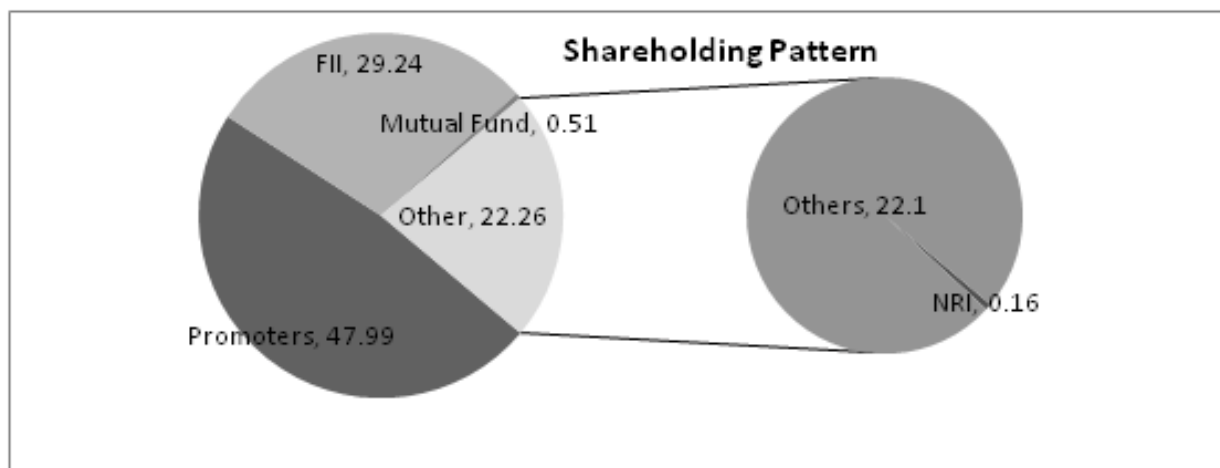 Shareholding Pattern
FII, 29.24
Mutual Fund, 0.51
Other, 22.26
Promoters, 47.99
Others, 22.1
NRI, 0.16